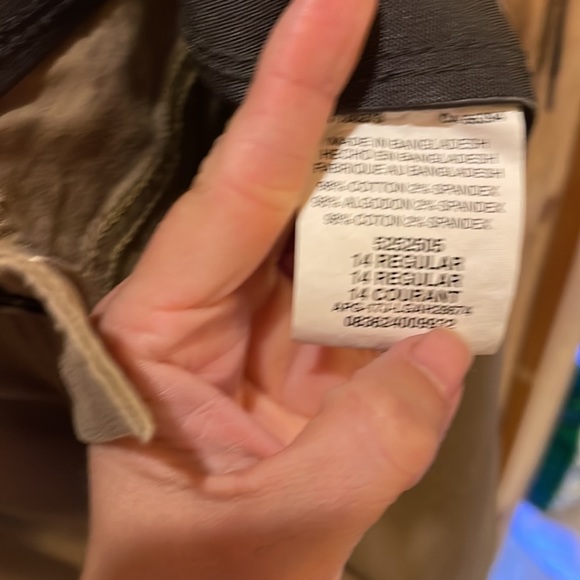 MADE IN BANGLADESH
HECHO EN BANGLADESH
FABRIQUE AU BANGLADESH
98% COTTON 2% SPANDEX
98% ALGODON 2% SPANDEX
98% COTON 2% SPANDEX
5252505
14 REGULAR
14 REGULAR
14 COURANT